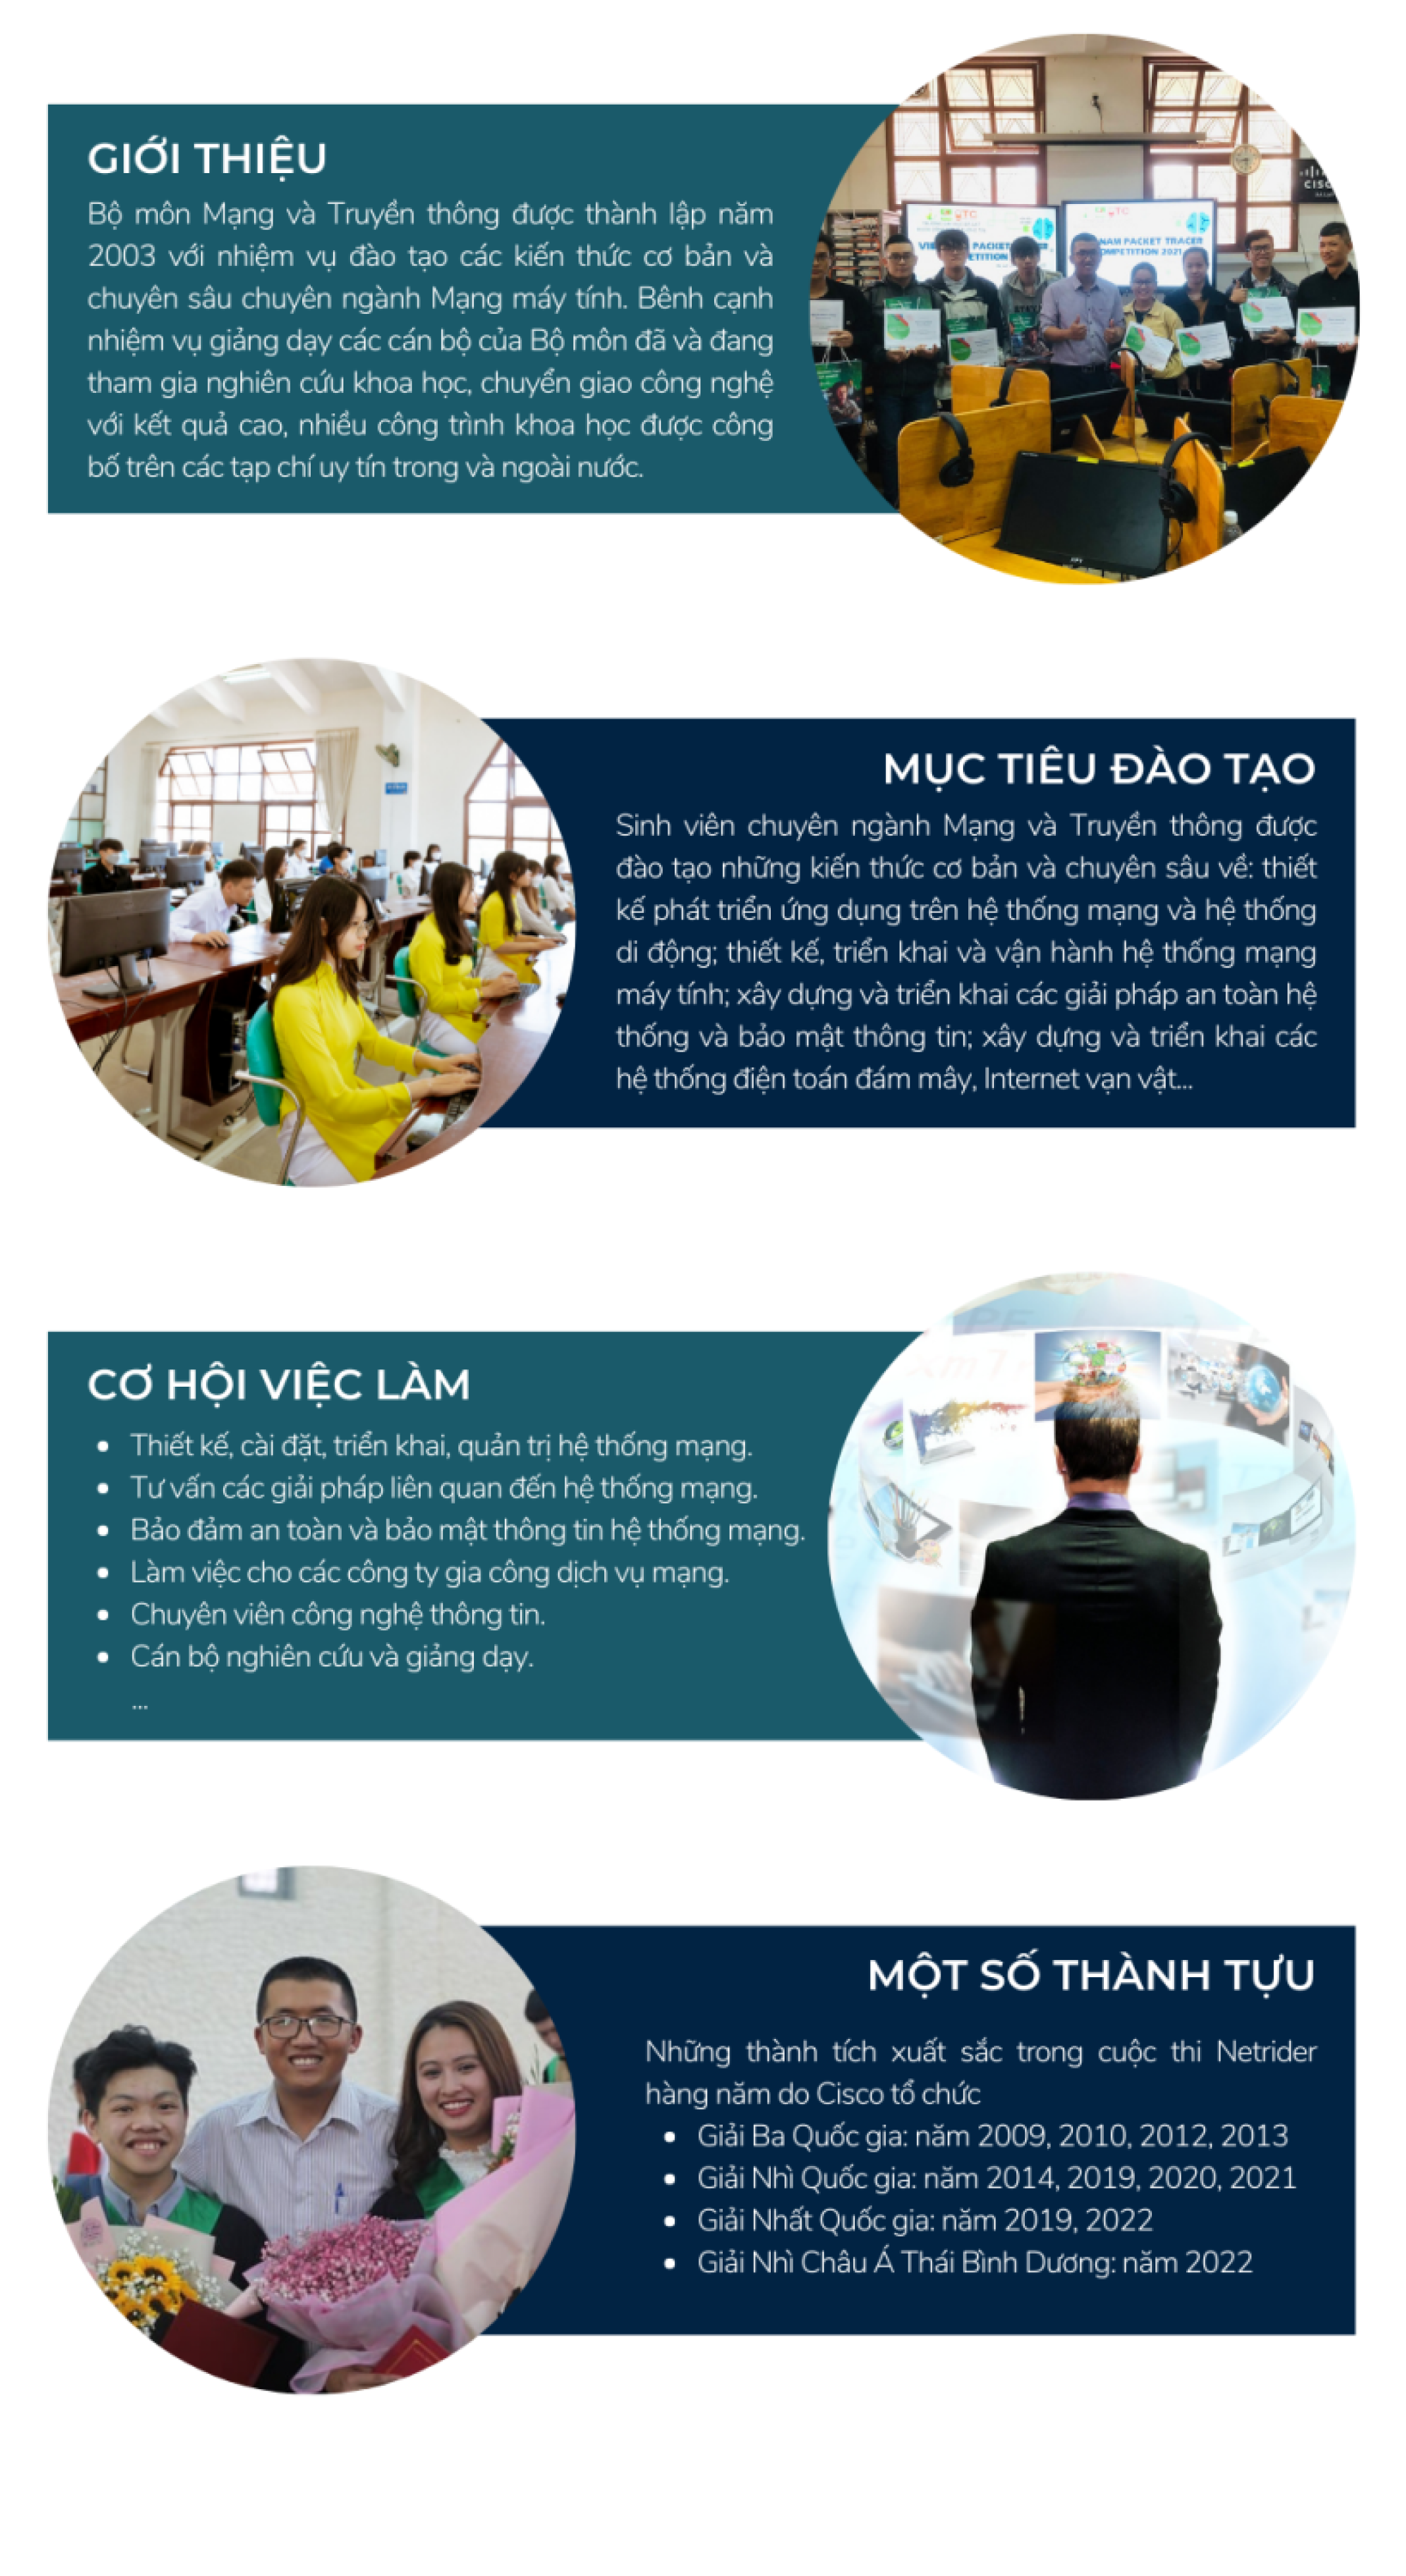 GIỚI THIỆU
Bộ môn Mạng và Truyền thông được thành lập năm
2003 với nhiệm vụ đào tạo các kiến thức cơ bản và
chuyên sâu chuyên ngành Mạng máy tính. Bênh cạnh
nhiệm vụ giảng dạy các cán bộ của Bộ môn đã và đang
tham gia nghiên cứu khoa học, chuyển giao công nghệ
với kết quả cao, nhiều công trình khoa học được công
bố trên các tạp chí uy tín trong và ngoài nước.
CISCO
PACKET
NAM PACKET TRACER
COMPETITION 2021
MỤC TIÊU ĐÀO TẠO
Sinh viên chuyên ngành Mạng và Truyền thông được
đào tạo những kiến thức cơ bản và chuyên sâu về: thiết
kế phát triển ứng dụng trên hệ thống mạng và hệ thống
di động; thiết kế, triển khai và vận hành hệ thống mạng
máy tính; xây dựng và triển khai các giải pháp an toàn hệ
thống và bảo mật thông tin; xây dựng và triển khai các
hệ thống điện toán đám mây, Internet vạn vật...
CƠ HỘI VIỆC LÀM
• Thiết kế, cài đặt, triển khai, quản trị hệ thống mạng.
• Tư vấn các giải pháp liên quan đến hệ thống mạng.
• Bảo đảm an toàn và bảo mật thông tin hệ thống mạng.
• Làm việc cho các công ty gia công dịch vụ mạng.
• Chuyên viên công nghệ thông tin.
• Cán bộ nghiên cứu và giảng dạy.
...
MỘT SỐ THÀNH TỰU
Những thành tích xuất sắc trong cuộc thi Netrider
hàng năm do Cisco tổ chức
• Giải Ba Quốc gia: năm 2009, 2010, 2012, 2013
• Giải Nhì Quốc gia: năm 2014, 2019, 2020, 2021
• Giải Nhất Quốc gia: năm 2019, 2022
• Giải Nhì Châu Á Thái Bình Dương: năm 2022